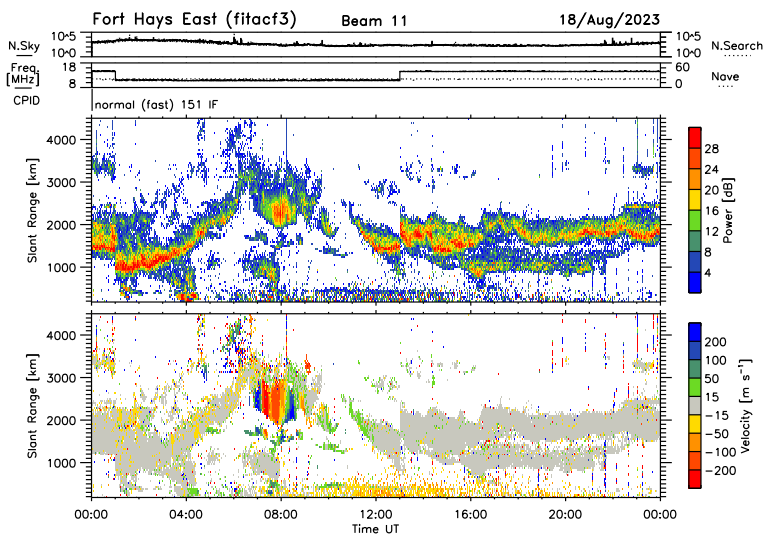 Fort Hays East (fitacf3) Beam 11 18/Aug/2023
N.Sky 10^5 10^0 10^5 10^0 N.Search
Freq. [MHz] 18 8 60 0 Nave
CPID normal (fast) 151 IF
Slant Range [km] 4000 3000 2000 1000
Power [dB] 28 24 20 16 12 8 4
Slant Range [km] 4000 3000 2000 1000
Velocity [m s⁻¹] 200 100 50 15 −15 −50 −100 −200
00:00 04:00 08:00 12:00 16:00 20:00 00:00
Time UT